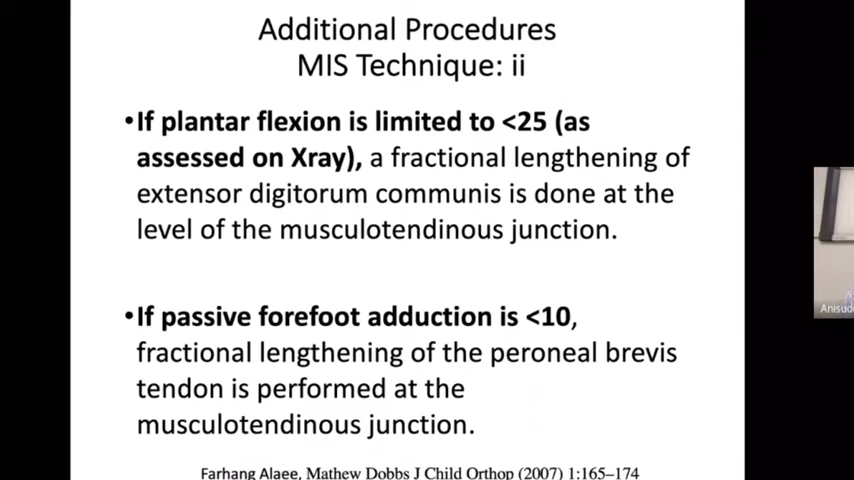 Additional Procedures
MIS Technique: ii
•If plantar flexion is limited to <25 (as
assessed on Xray), a fractional lengthening of
extensor digitorum communis is done at the
level of the musculotendinous junction.
•If passive forefoot adduction is <10,
fractional lengthening of the peroneal brevis
tendon is performed at the
musculotendinous junction.
Farhang Alaee, Mathew Dobbs J Child Orthop (2007) 1:165–174